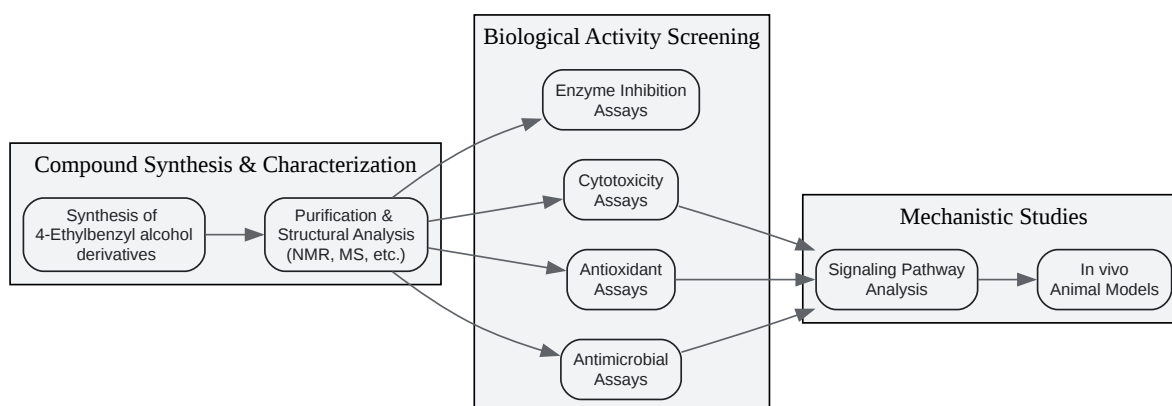 Compound Synthesis & Characterization
Synthesis of
4-Ethylbenzyl alcohol
derivatives
Purification &
Structural Analysis
(NMR, MS, etc.)
Biological Activity Screening
Enzyme Inhibition
Assays
Cytotoxicity
Assays
Antioxidant
Assays
Antimicrobial
Assays
Mechanistic Studies
Signaling Pathway
Analysis
In vivo
Animal Models